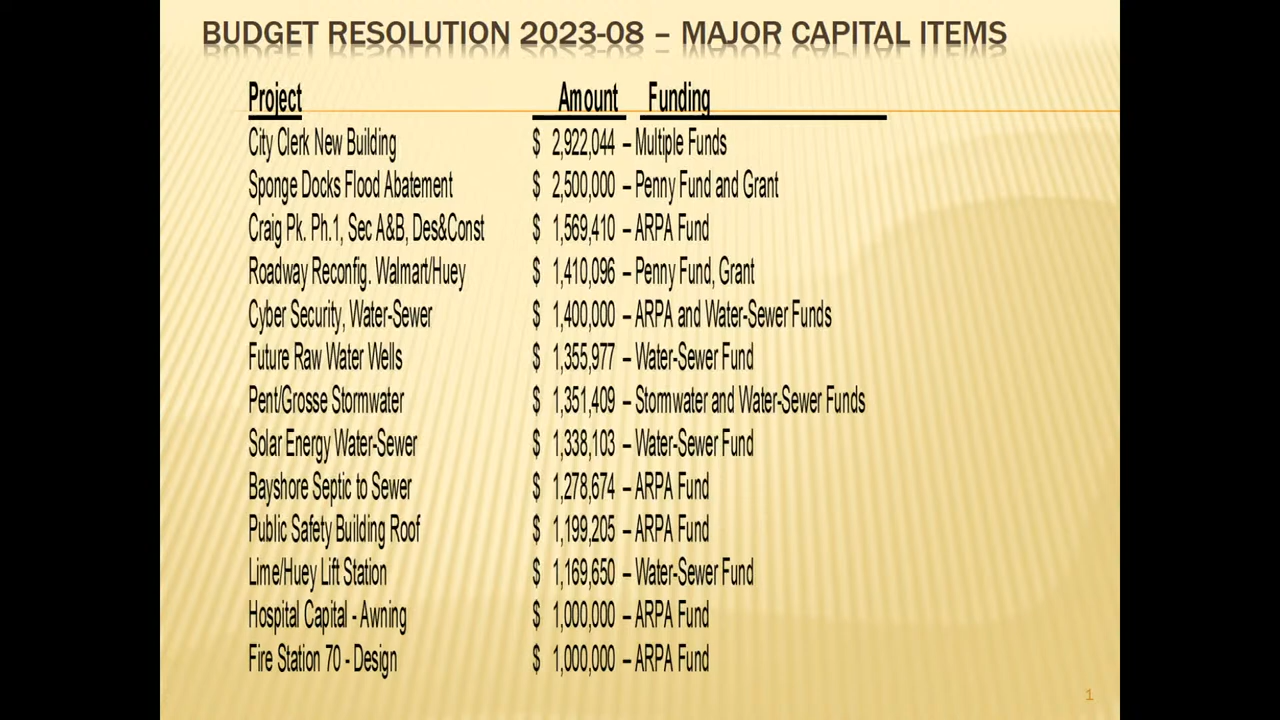 BUDGET RESOLUTION 2023-08 – MAJOR CAPITAL ITEMS
Project Amount Funding
City Clerk New Building $ 2,922,044 – Multiple Funds
Sponge Docks Flood Abatement $ 2,500,000 – Penny Fund and Grant
Craig Pk. Ph.1, Sec A&B, Des&Const $ 1,569,410 – ARPA Fund
Roadway Reconfig. Walmart/Huey $ 1,410,096 – Penny Fund, Grant
Cyber Security, Water-Sewer $ 1,400,000 – ARPA and Water-Sewer Funds
Future Raw Water Wells $ 1,355,977 – Water-Sewer Fund
Pent/Grosse Stormwater $ 1,351,409 – Stormwater and Water-Sewer Funds
Solar Energy Water-Sewer $ 1,338,103 – Water-Sewer Fund
Bayshore Septic to Sewer $ 1,278,674 – ARPA Fund
Public Safety Building Roof $ 1,199,205 – ARPA Fund
Lime/Huey Lift Station $ 1,169,650 – Water-Sewer Fund
Hospital Capital - Awning $ 1,000,000 – ARPA Fund
Fire Station 70 - Design $ 1,000,000 – ARPA Fund
1